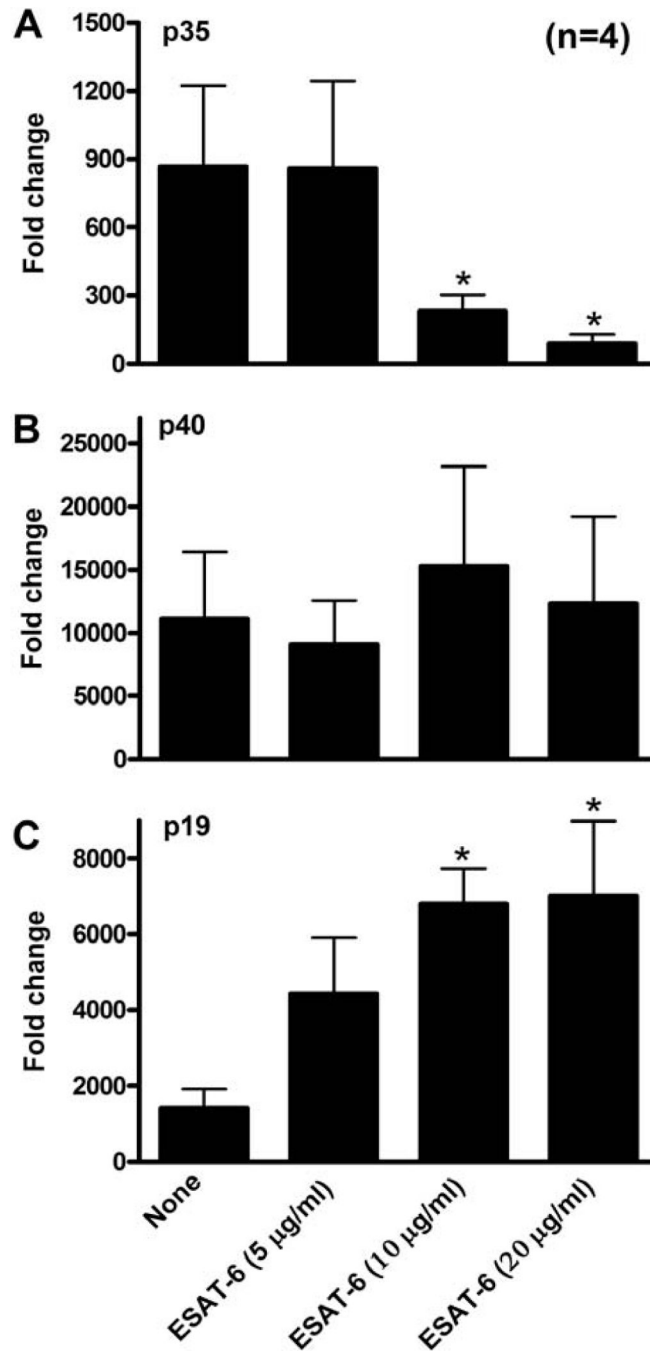 A
p35
(n=4)
Fold change
1500
1200
900
600
300
0
*
*
B
p40
Fold change
25000
20000
15000
10000
5000
0
C
p19
Fold change
8000
6000
4000
2000
0
*
*
None
ESAT-6 (5 µg/ml)
ESAT-6 (10 µg/ml)
ESAT-6 (20 µg/ml)